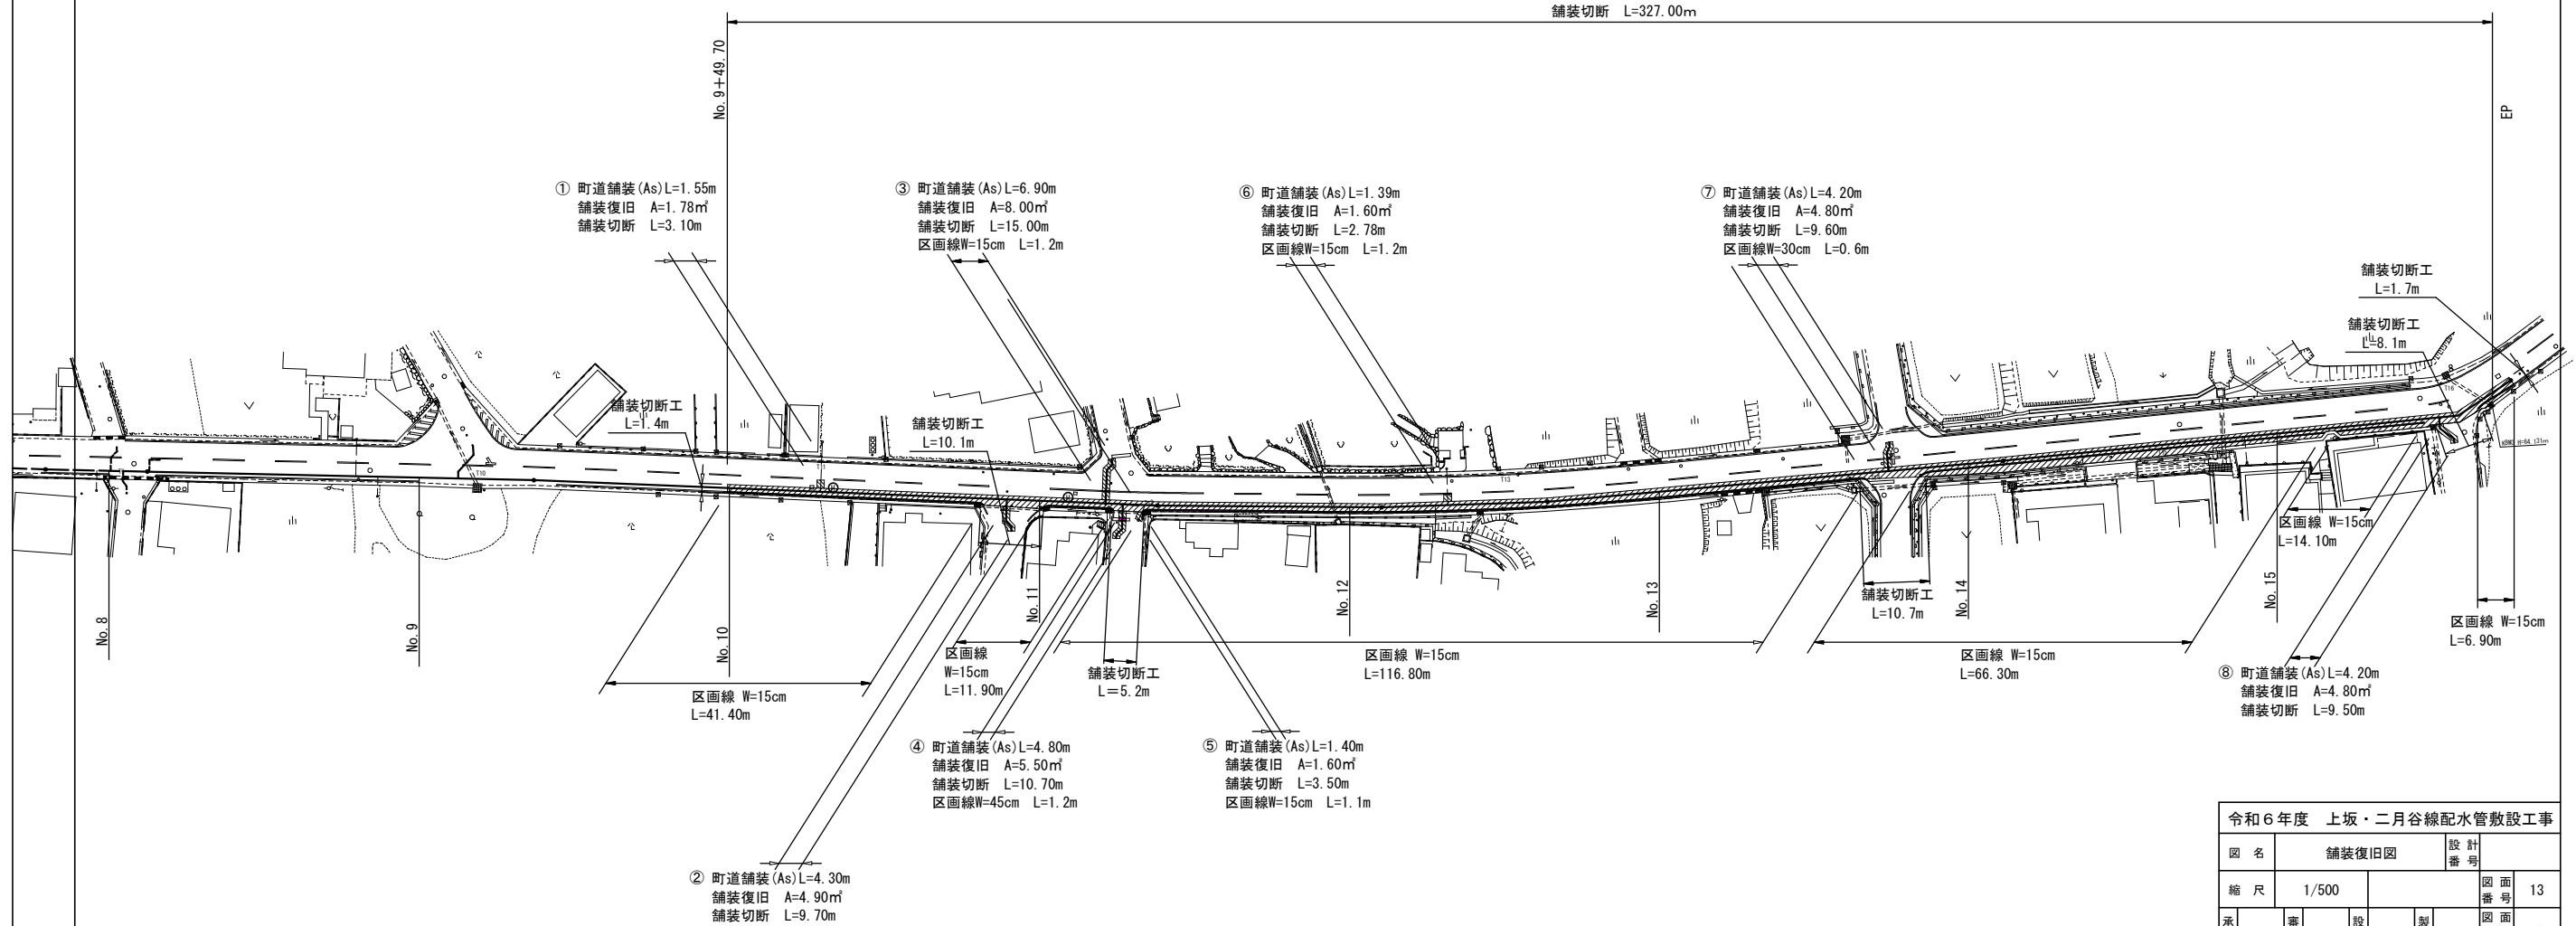 舗装切断　L=327.00m
No.9+49.70
EP
① 町道舗装(As)L=1.55m
舗装復旧　A=1.78㎡
舗装切断　L=3.10m
③ 町道舗装(As)L=6.90m
舗装復旧　A=8.00㎡
舗装切断　L=15.00m
区画線W=15cm　L=1.2m
⑥ 町道舗装(As)L=1.39m
舗装復旧　A=1.60㎡
舗装切断　L=2.78m
区画線W=15cm　L=1.2m
⑦ 町道舗装(As)L=4.20m
舗装復旧　A=4.80㎡
舗装切断　L=9.60m
区画線W=30cm　L=0.6m
舗装切断工
L=1.7m
舗装切断工
L=8.1m
舗装切断工
L=1.4m
舗装切断工
L=10.1m
T10
T13
T16
KBM2 H=64.131m
No.8
No.9
No.10
No.11
No.12
No.13
No.14
No.15
区画線 W=15cm
L=41.40m
区画線
W=15cm
L=11.90m
舗装切断工
L＝5.2m
区画線 W=15cm
L=116.80m
舗装切断工
L=10.7m
区画線 W=15cm
L=66.30m
区画線 W=15cm
L=14.10m
区画線 W=15cm
L=6.90m
④ 町道舗装(As)L=4.80m
舗装復旧　A=5.50㎡
舗装切断　L=10.70m
区画線W=45cm　L=1.2m
⑤ 町道舗装(As)L=1.40m
舗装復旧　A=1.60㎡
舗装切断　L=3.50m
区画線W=15cm　L=1.1m
⑧ 町道舗装(As)L=4.20m
舗装復旧　A=4.80㎡
舗装切断　L=9.50m
② 町道舗装(As)L=4.30m
舗装復旧　A=4.90㎡
舗装切断　L=9.70m
令和６年度　上坂・二月谷線配水管敷設工事
図 名　舗装復旧図　設計番号
縮 尺　1/500　図面番号　13
承　審　設　製　図面